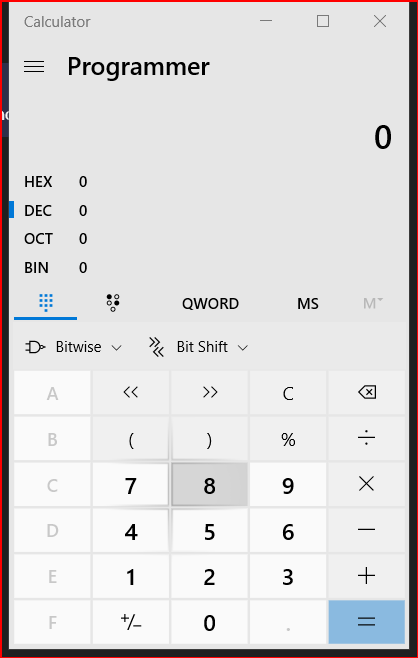 Calculator
Programmer
0
HEX 0
DEC 0
OCT 0
BIN 0
QWORD MS M
Bitwise Bit Shift
A << >> C
B ( ) % ÷
C 7 8 9 ×
D 4 5 6 −
E 1 2 3 +
F +/− 0 . =